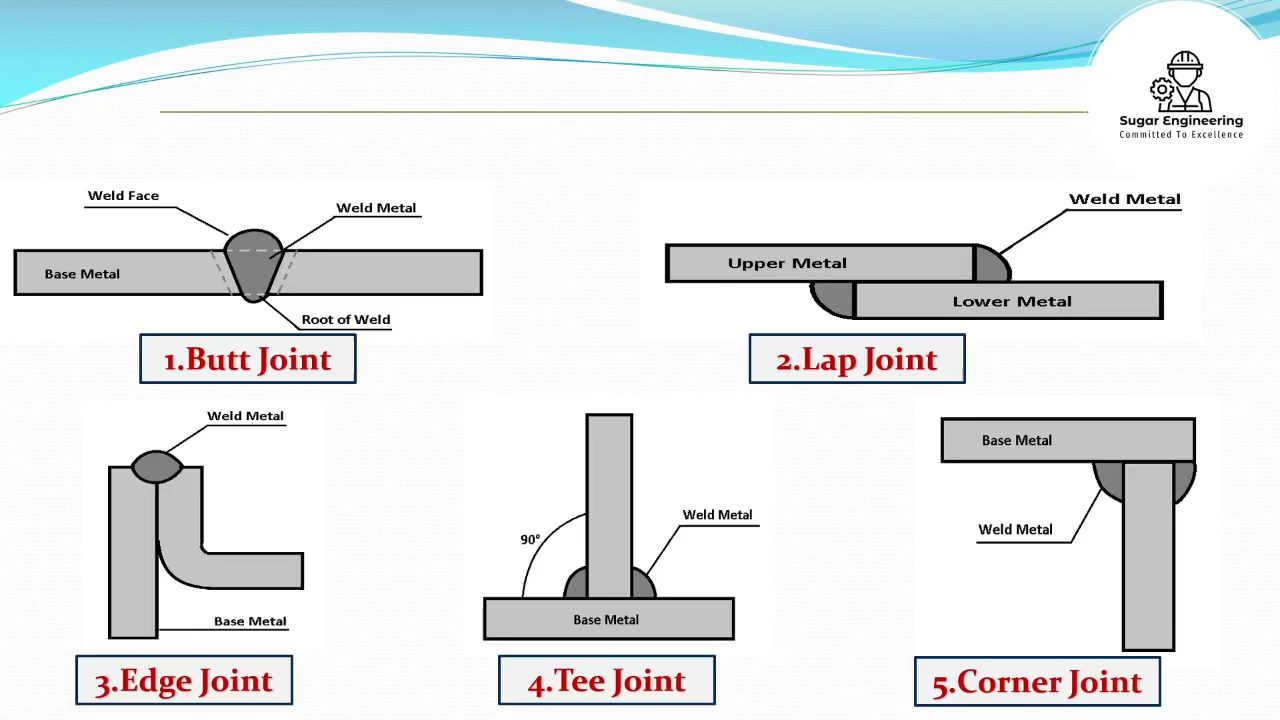 Sugar Engineering
Committed To Excellence
Weld Face
Weld Metal
Base Metal
Root of Weld
1.Butt Joint
Weld Metal
Upper Metal
Lower Metal
2.Lap Joint
Weld Metal
Base Metal
3.Edge Joint
90°
Weld Metal
Base Metal
4.Tee Joint
Base Metal
Weld Metal
5.Corner Joint